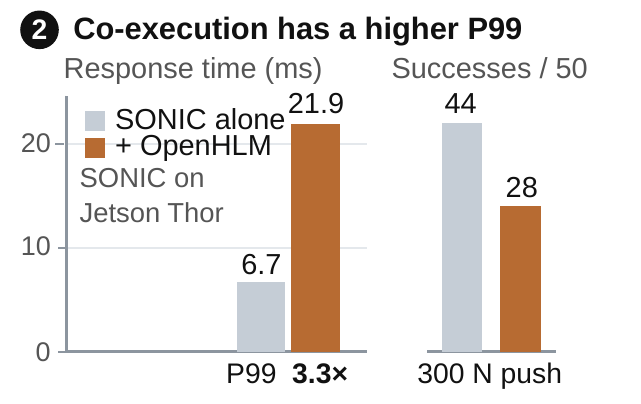 2 Co-execution has a higher P99
Response time (ms)
Successes / 50
SONIC alone
+ OpenHLM
SONIC on
Jetson Thor
20
10
0
6.7
21.9
P99 3.3×
44
28
300 N push